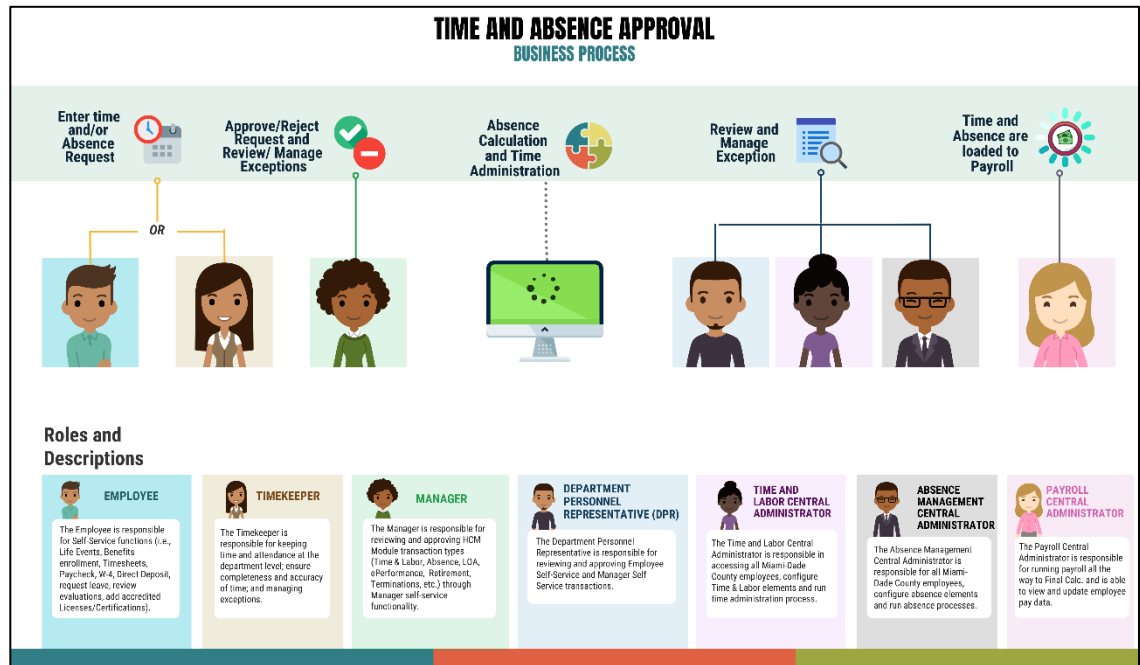 TIME AND ABSENCE APPROVAL
BUSINESS PROCESS
Enter time
and/or
Absence
Request
Approve/Reject
Request and
Review/ Manage
Exceptions
Absence
Calculation
and Time
Administration
Review and
Manage
Exception
Time and
Absence are
loaded to
Payroll
OR
Roles and
Descriptions
EMPLOYEE
The Employee is responsible
for Self-Service functions (i.e.,
Life Events, Benefits
enrollment, Timesheets,
Paycheck, W-4, Direct Deposit,
request leave, review
evaluations, add accredited
Licenses/Certifications).
TIMEKEEPER
The Timekeeper is
responsible for keeping
time and attendance at the
department level; ensure
completeness and accuracy
of time; and managing
exceptions.
MANAGER
The Manager is responsible for
reviewing and approving HCM
Module transaction types
(Time & Labor, Absence, LOA,
ePerformance, Retirement,
Terminations, etc.) through
Manager self-service
functionality.
DEPARTMENT
PERSONNEL
REPRESENTATIVE (DPR)
The Department Personnel
Representative is responsible for
reviewing and approving Employee
Self-Service and Manager Self
Service transactions.
TIME AND
LABOR CENTRAL
ADMINISTRATOR
The Time and Labor Central
Administrator is responsible in
accessing all Miami-Dade
County employees, configure
Time & Labor elements and run
time administration process.
ABSENCE
MANAGEMENT
CENTRAL
ADMINISTRATOR
The Absence Management
Central Administrator is
responsible for all Miami-
Dade County employees,
configure absence elements
and run absence processes.
PAYROLL
CENTRAL
ADMINISTRATOR
The Payroll Central
Administrator is responsible
for running payroll all the
way to Final Calc. and is able
to view and update employee
pay data.